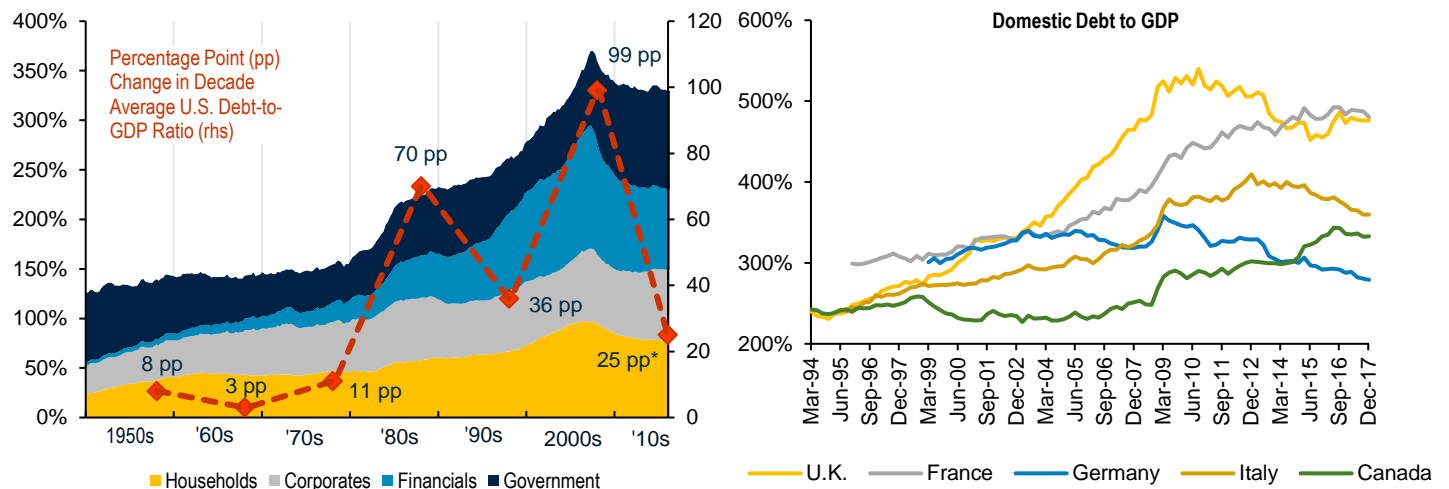 400%
350%
300%
250%
200%
150%
100%
50%
0%
Percentage Point (pp)
Change in Decade
Average U.S. Debt-to-
GDP Ratio (rhs)
8 pp
3 pp
11 pp
70 pp
36 pp
99 pp
25 pp*
120
100
80
60
40
20
0
1950s '60s '70s '80s '90s 2000s '10s
Households Corporates Financials Government
Domestic Debt to GDP
600%
500%
400%
300%
200%
Mar-94
Jun-95
Sep-96
Dec-97
Mar-99
Jun-00
Sep-01
Dec-02
Mar-04
Jun-05
Sep-06
Dec-07
Mar-09
Jun-10
Sep-11
Dec-12
Mar-14
Jun-15
Sep-16
Dec-17
U.K. France Germany Italy Canada